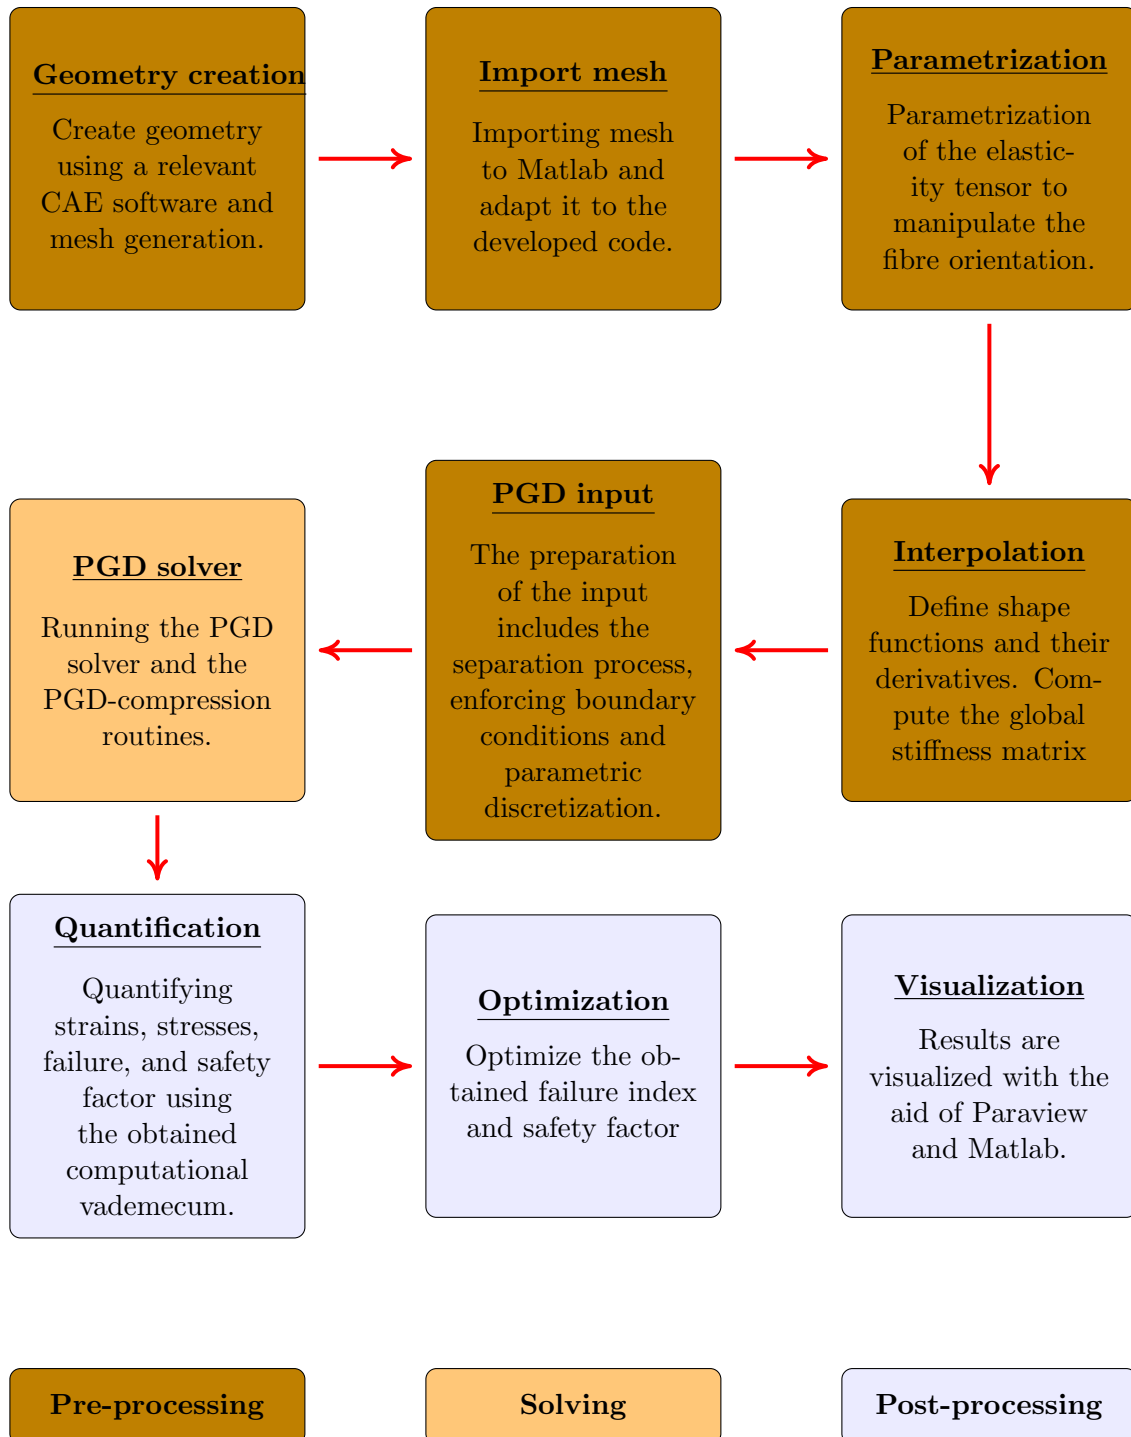 Geometry creation
Create geometry
using a relevant
CAE software and
mesh generation.
Import mesh
Importing mesh
to Matlab and
adapt it to the
developed code.
Parametrization
Parametrization
of the elastic-
ity tensor to
manipulate the
fibre orientation.
Interpolation
Define shape
functions and their
derivatives. Com-
pute the global
stiffness matrix
PGD input
The preparation
of the input
includes the
separation process,
enforcing boundary
conditions and
parametric
discretization.
PGD solver
Running the PGD
solver and the
PGD-compression
routines.
Quantification
Quantifying
strains, stresses,
failure, and safety
factor using
the obtained
computational
vademecum.
Optimization
Optimize the ob-
tained failure index
and safety factor
Visualization
Results are
visualized with the
aid of Paraview
and Matlab.
Pre-processing
Solving
Post-processing